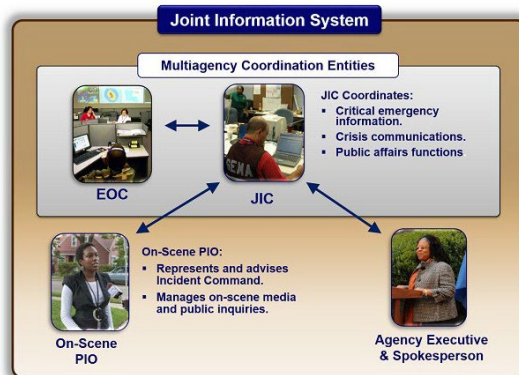 Joint Information System
Multiagency Coordination Entities
EOC
JIC
JIC Coordinates:
▪ Critical emergency
information.
▪ Crisis communications.
▪ Public affairs functions
On-Scene
PIO
On-Scene PIO:
▪ Represents and advises
Incident Command.
▪ Manages on-scene media
and public inquiries.
Agency Executive
& Spokesperson